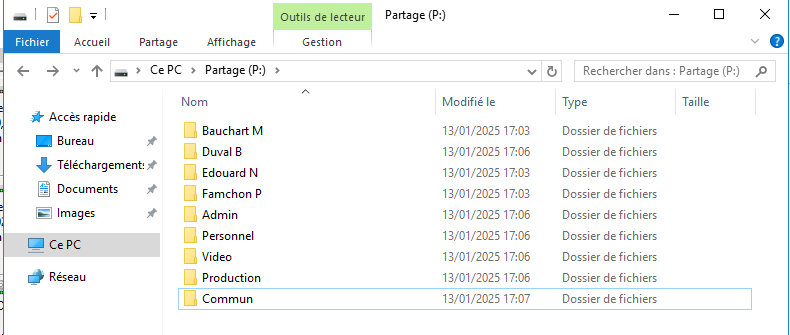 Outils de lecteur Partage (P:)
Fichier Accueil Partage Affichage Gestion
Ce PC Partage (P:) Rechercher dans : Partage (P:)
Nom Modifié le Type Taille
Accès rapide
Bureau
Téléchargements
Documents
Images
Ce PC
Réseau
Bauchart M 13/01/2025 17:03 Dossier de fichiers
Duval B 13/01/2025 17:06 Dossier de fichiers
Edouard N 13/01/2025 17:03 Dossier de fichiers
Famchon P 13/01/2025 17:03 Dossier de fichiers
Admin 13/01/2025 17:06 Dossier de fichiers
Personnel 13/01/2025 17:06 Dossier de fichiers
Video 13/01/2025 17:06 Dossier de fichiers
Production 13/01/2025 17:06 Dossier de fichiers
Commun 13/01/2025 17:07 Dossier de fichiers